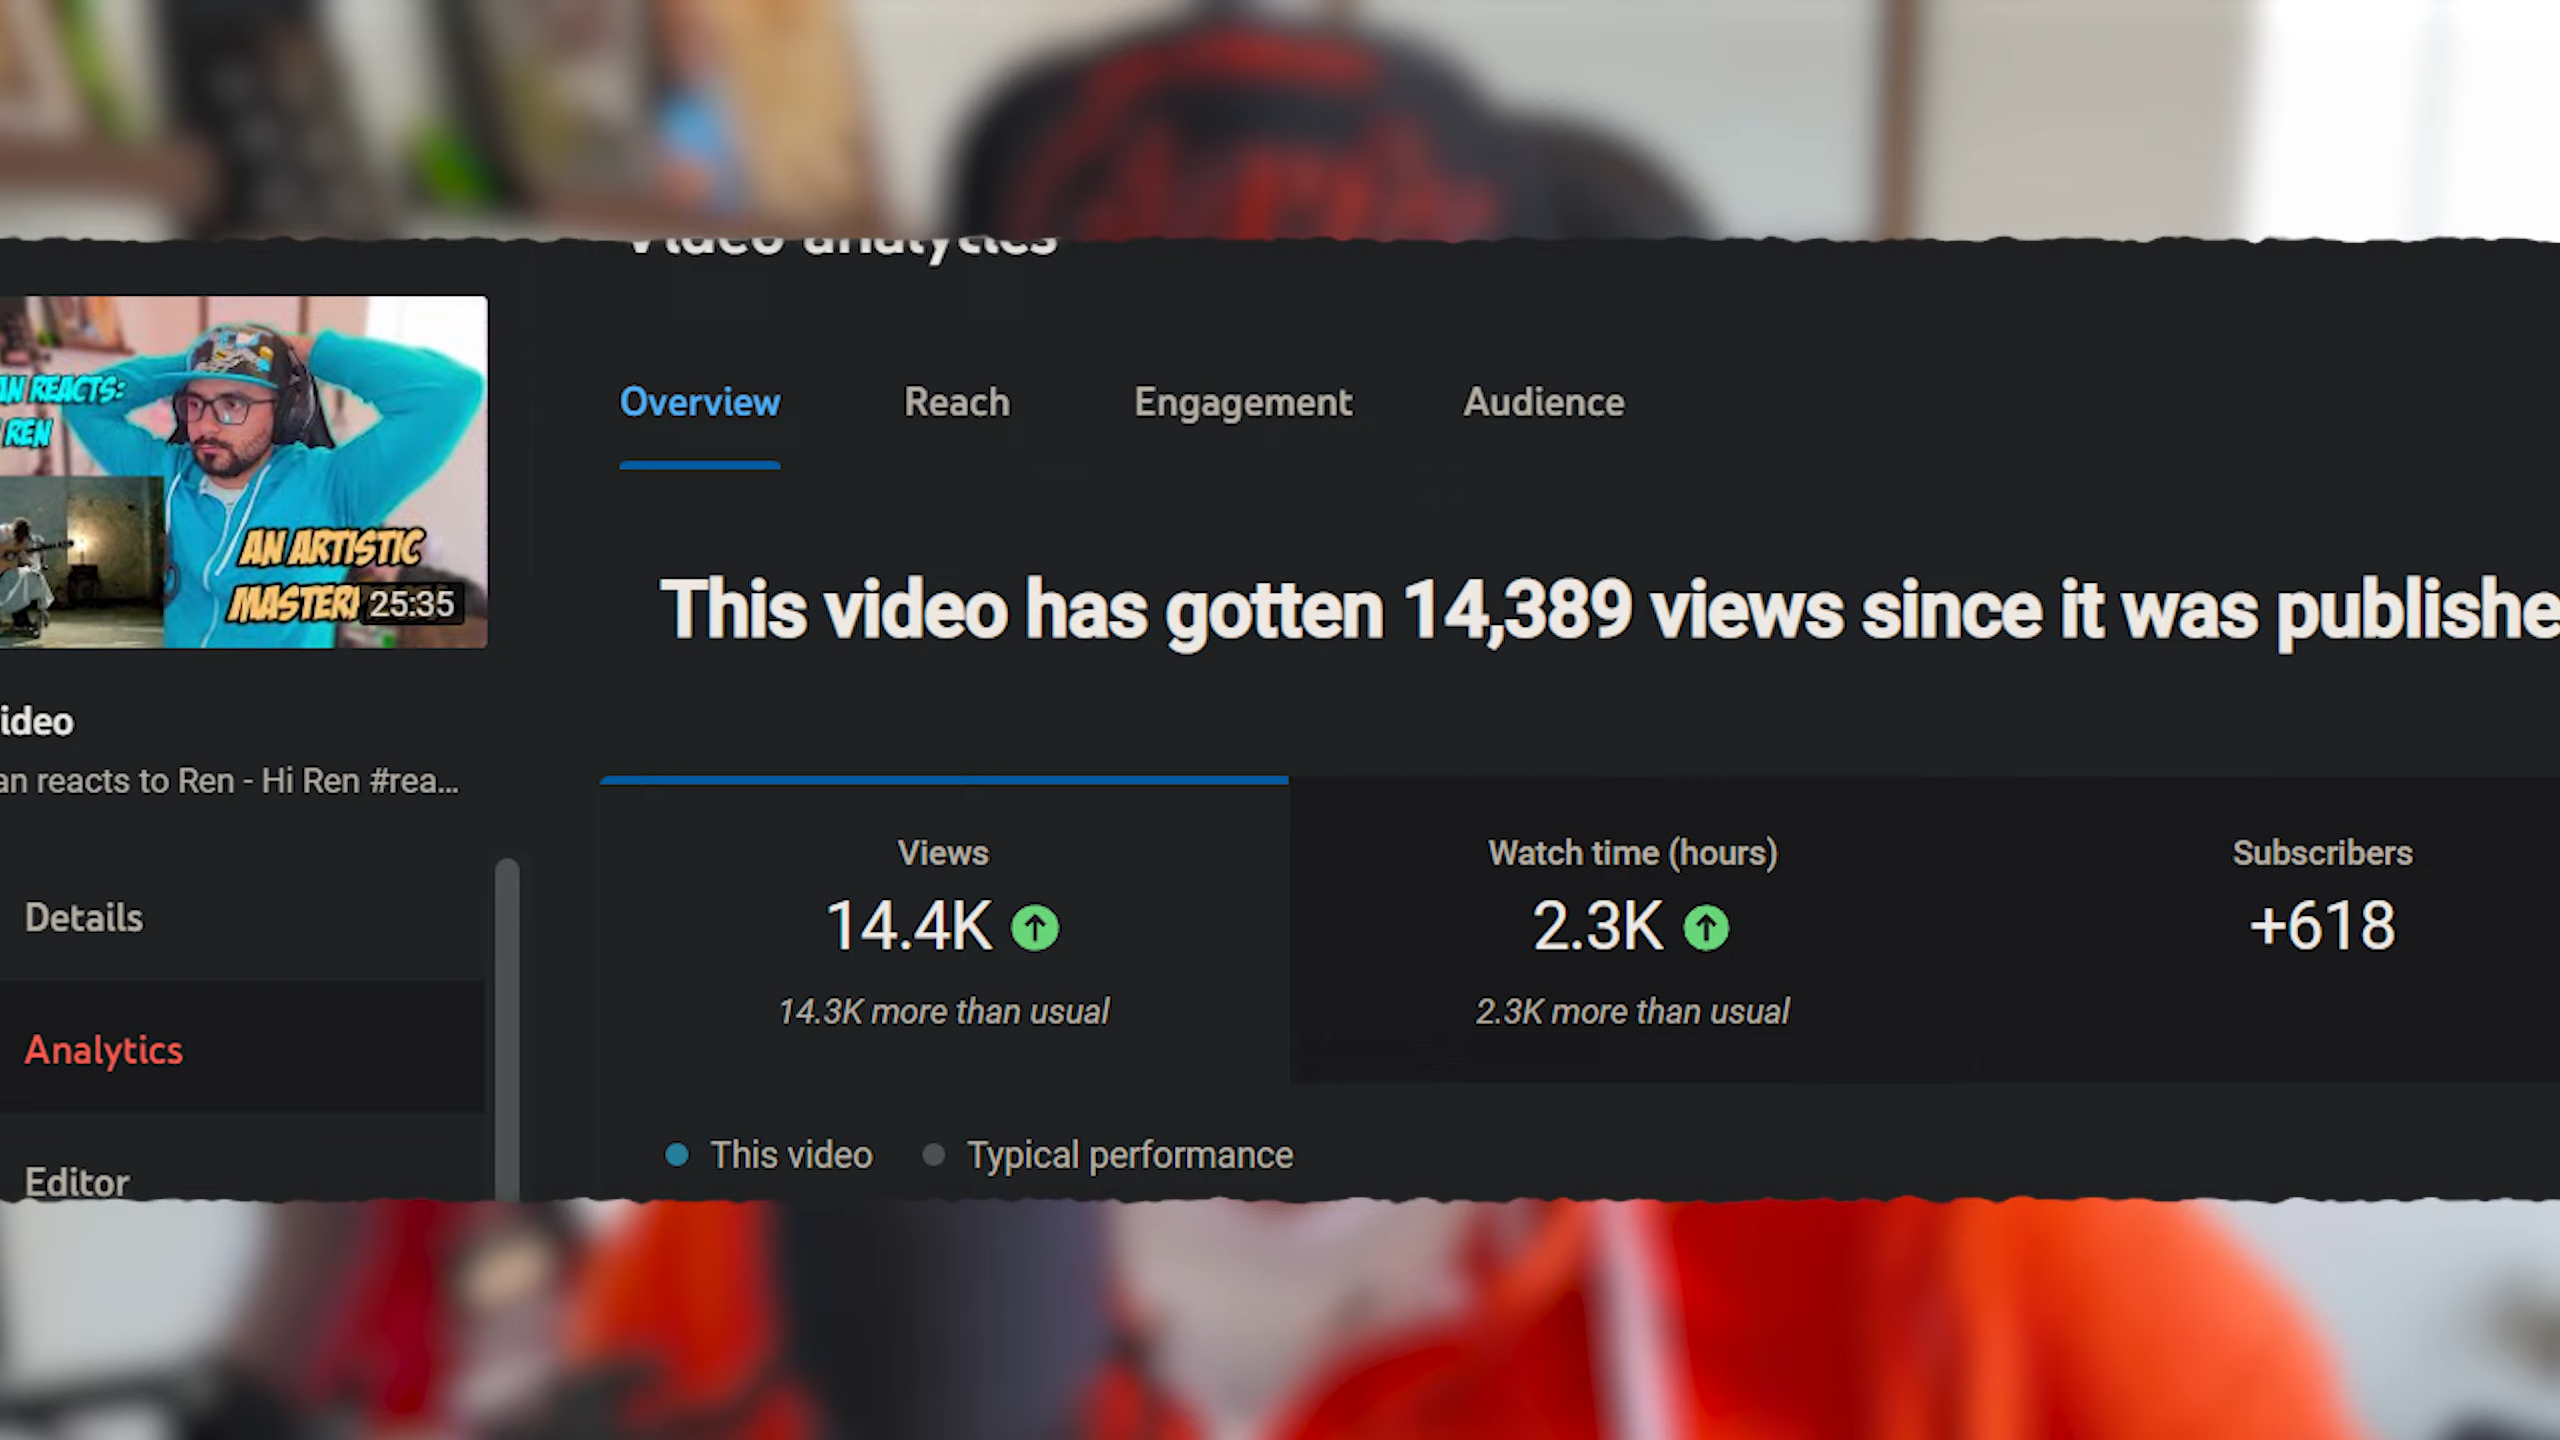 Video analytics
AN REACTS:
REN
AN ARTISTIC
MASTER!
25:35
ideo
an reacts to Ren - Hi Ren #rea...
Details
Analytics
Editor
Overview
Reach
Engagement
Audience
This video has gotten 14,389 views since it was publishe
Views
14.4K
14.3K more than usual
Watch time (hours)
2.3K
2.3K more than usual
Subscribers
+618
This video
Typical performance